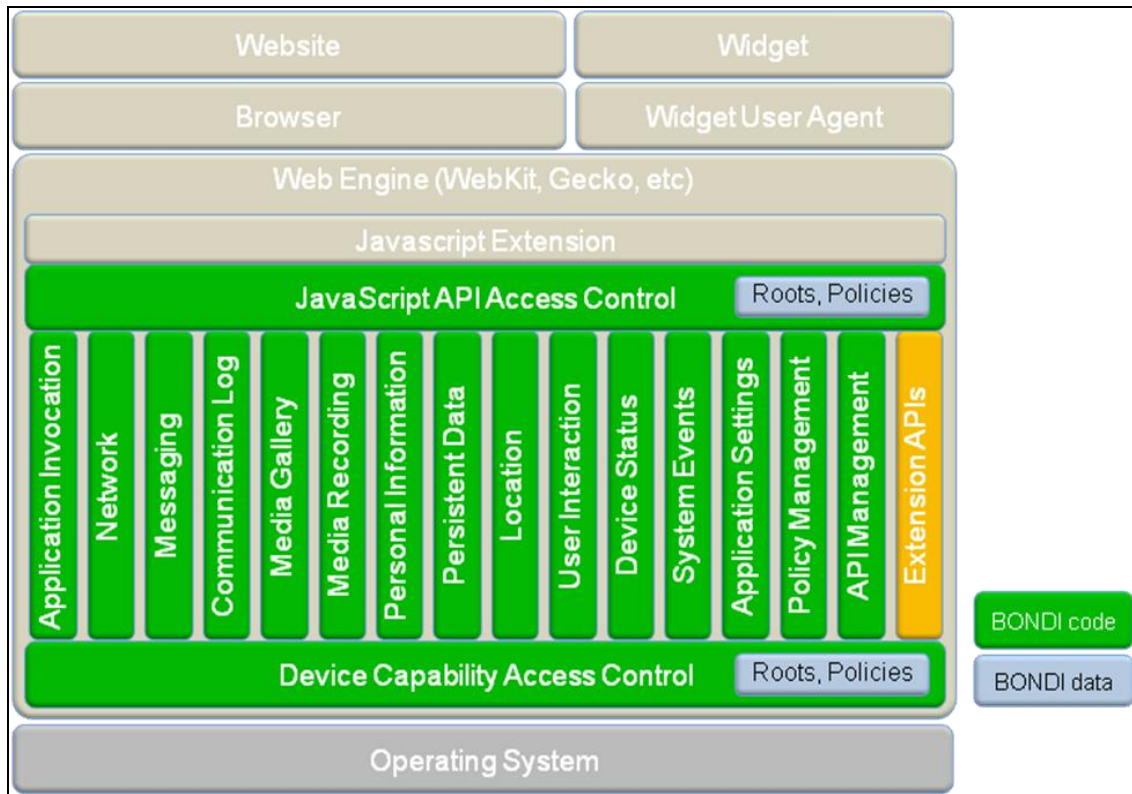 Website
Widget
Browser
Widget User Agent
Web Engine (WebKit, Gecko, etc)
Javascript Extension
JavaScript API Access Control
Roots, Policies
Application Invocation
Network
Messaging
Communication Log
Media Gallery
Media Recording
Personal Information
Persistent Data
Location
User Interaction
Device Status
System Events
Application Settings
Policy Management
API Management
Extension APIs
Device Capability Access Control
Roots, Policies
BONDI code
BONDI data
Operating System